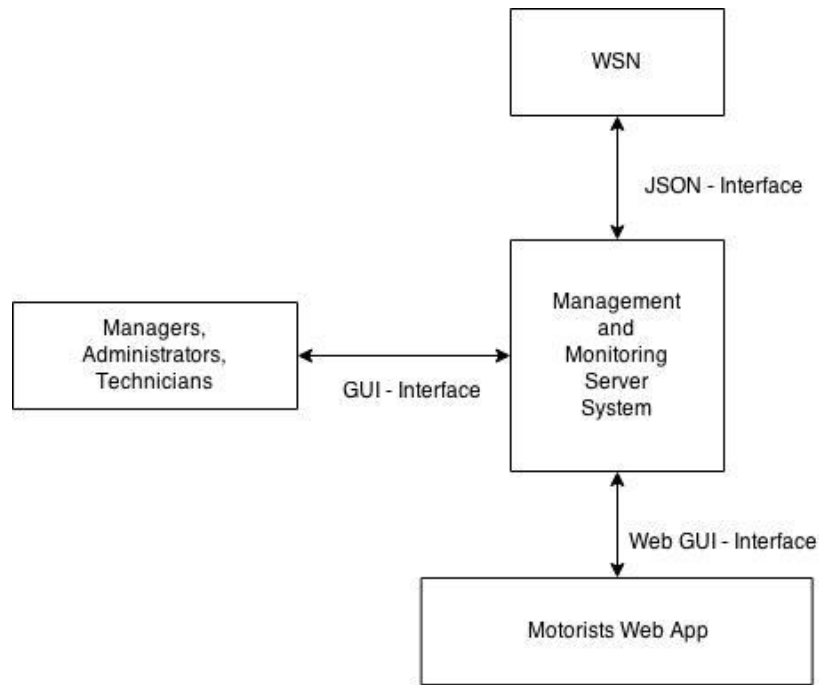 WSN
JSON - Interface
Management
and
Monitoring
Server
System
Managers,
Administrators,
Technicians
GUI - Interface
Web GUI - Interface
Motorists Web App